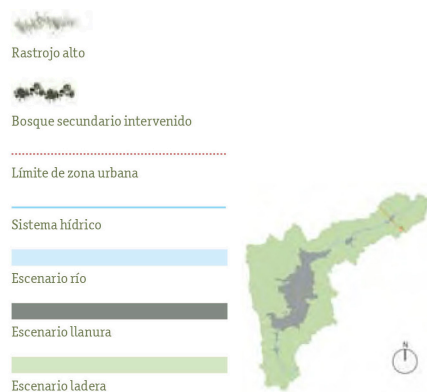 Rastrojo alto
Bosque secundario intervenido
Límite de zona urbana
Sistema hídrico
Escenario río
Escenario llanura
N
Escenario ladera